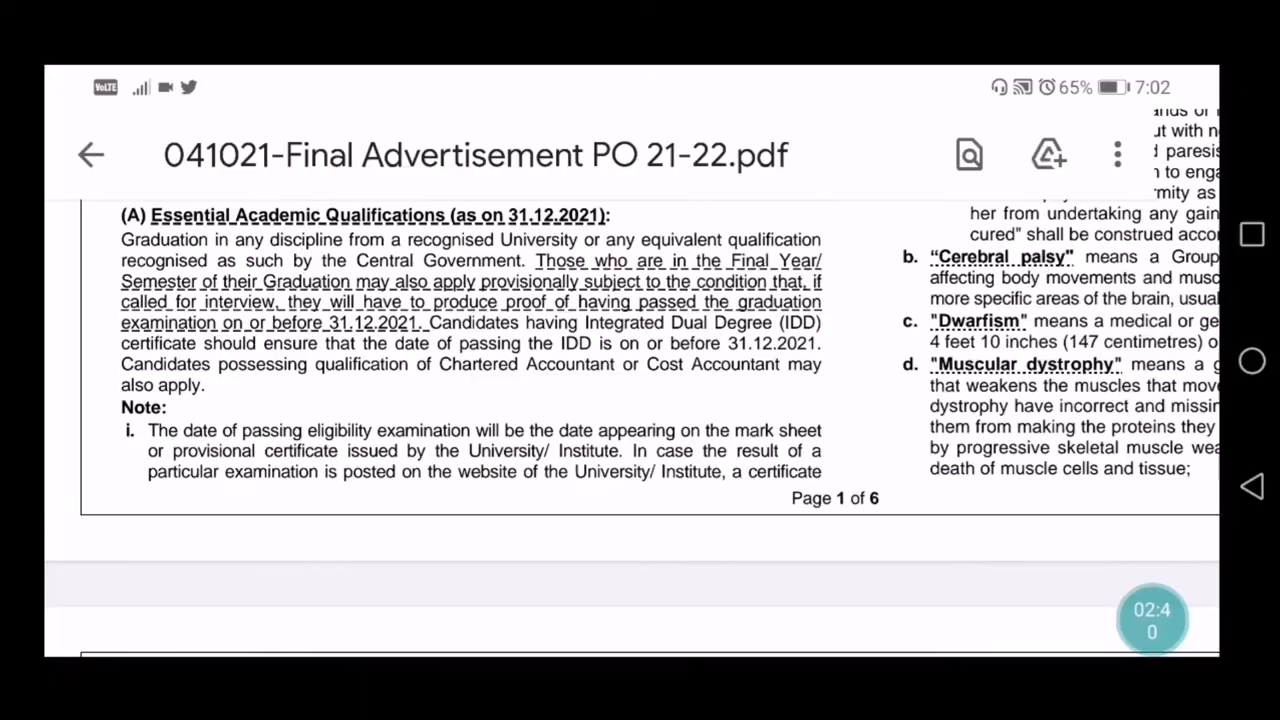 VoLTE
65% 7:02
041021-Final Advertisement PO 21-22.pdf
(A) Essential Academic Qualifications (as on 31.12.2021):
Graduation in any discipline from a recognised University or any equivalent qualification
recognised as such by the Central Government. Those who are in the Final Year/
Semester of their Graduation may also apply provisionally subject to the condition that, if
called for interview, they will have to produce proof of having passed the graduation
examination on or before 31.12.2021. Candidates having Integrated Dual Degree (IDD)
certificate should ensure that the date of passing the IDD is on or before 31.12.2021.
Candidates possessing qualification of Chartered Accountant or Cost Accountant may
also apply.
Note:
i. The date of passing eligibility examination will be the date appearing on the mark sheet
or provisional certificate issued by the University/ Institute. In case the result of a
particular examination is posted on the website of the University/ Institute, a certificate
Page 1 of 6
with
paresis
to
as
her from undertaking any gain
cured" shall be construed
b. "Cerebral palsy" means a Group
affecting body movements and
more specific areas of the brain,
c. "Dwarfism" means a medical or
4 feet 10 inches (147 centimetres)
d. "Muscular dystrophy" means a
that weakens the muscles that
dystrophy have incorrect and
them from making the proteins they
by progressive skeletal muscle
death of muscle cells and tissue;
02:4
0